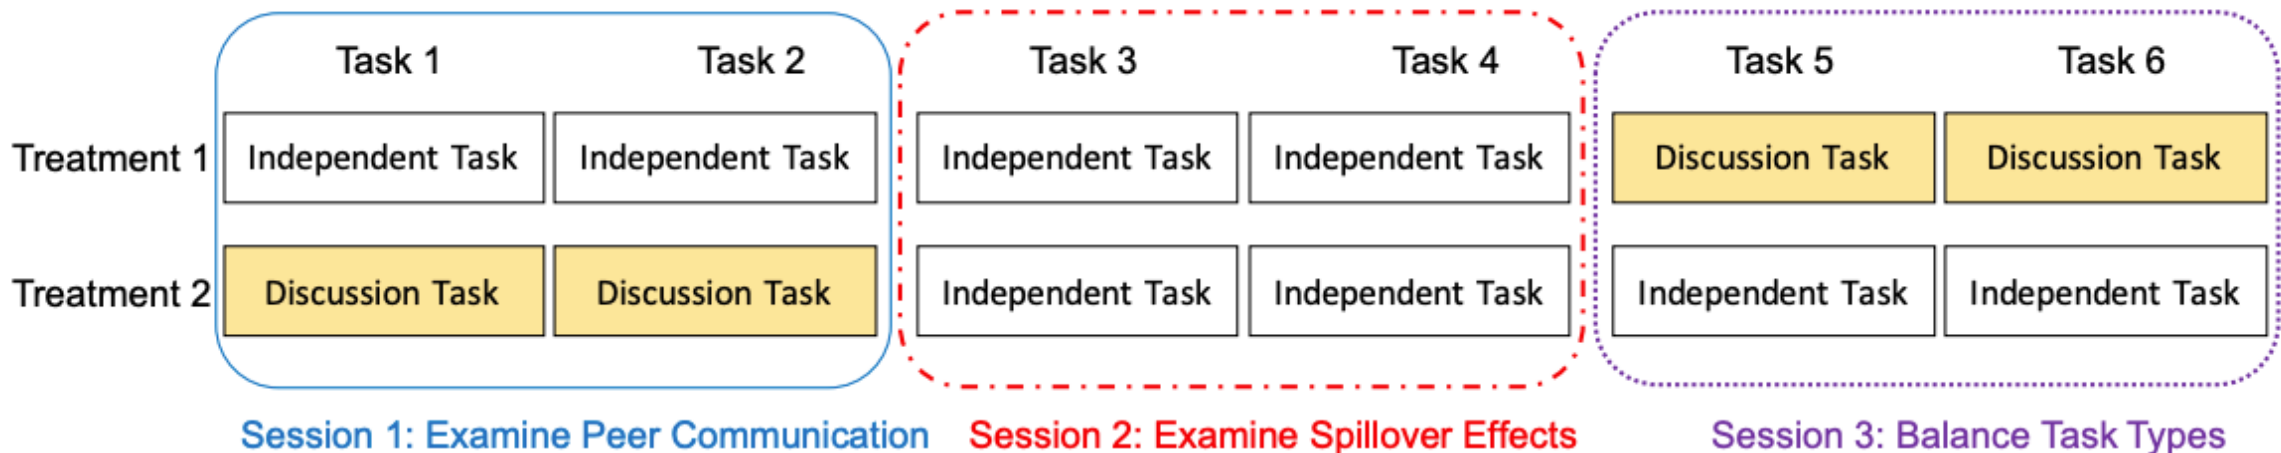 Task 1 Task 2 Task 3 Task 4 Task 5 Task 6
Treatment 1 Independent Task Independent Task Independent Task Independent Task Discussion Task Discussion Task
Treatment 2 Discussion Task Discussion Task Independent Task Independent Task Independent Task Independent Task
Session 1: Examine Peer Communication Session 2: Examine Spillover Effects Session 3: Balance Task Types